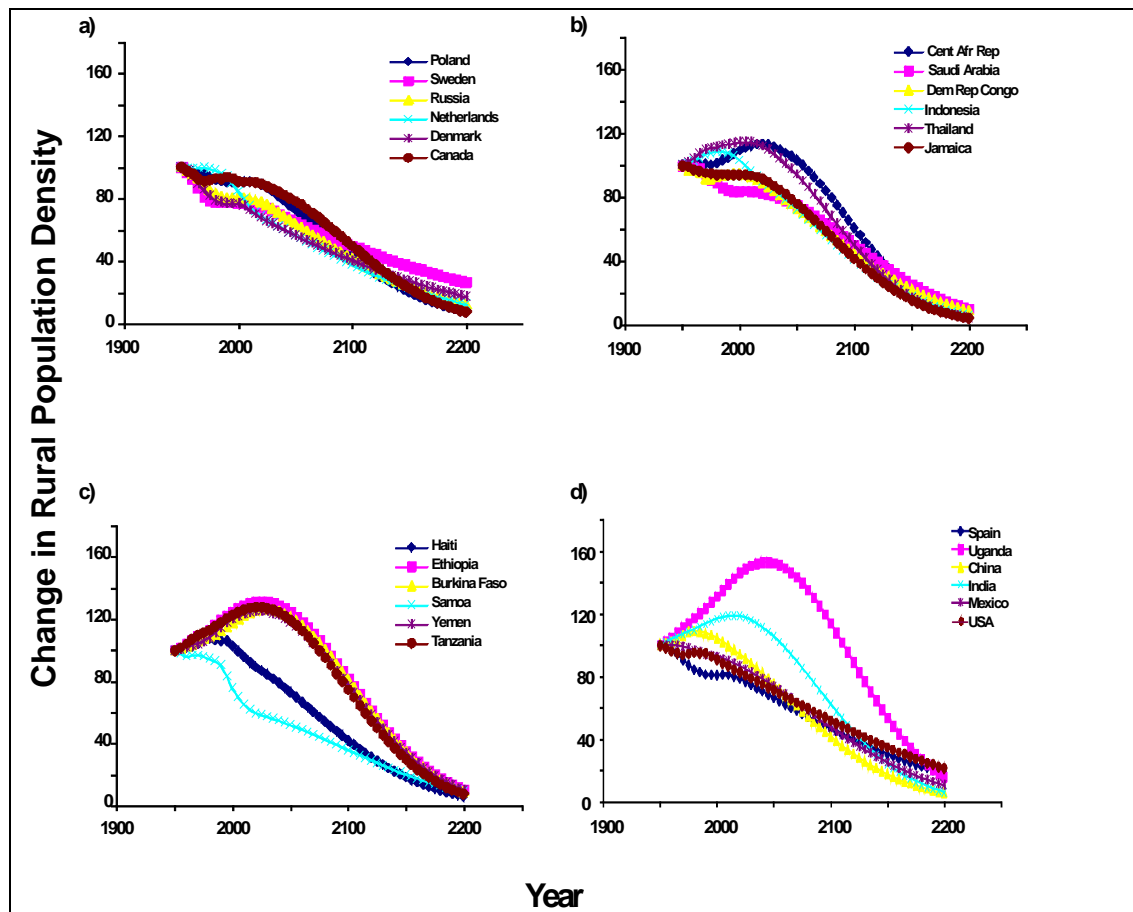 Change in Rural Population Density
a)
160
120
80
40
0
1900
2000
2100
2200
Poland
Sweden
Russia
Netherlands
Denmark
Canada
b)
160
120
80
40
0
1900
2000
2100
2200
Cent Afr Rep
Saudi Arabia
Dem Rep Congo
Indonesia
Thailand
Jamaica
c)
160
120
80
40
0
1900
2000
2100
2200
Haiti
Ethiopia
Burkina Faso
Samoa
Yemen
Tanzania
d)
200
160
120
80
40
0
1900
2000
2100
2200
Spain
Uganda
China
India
Mexico
USA
Year